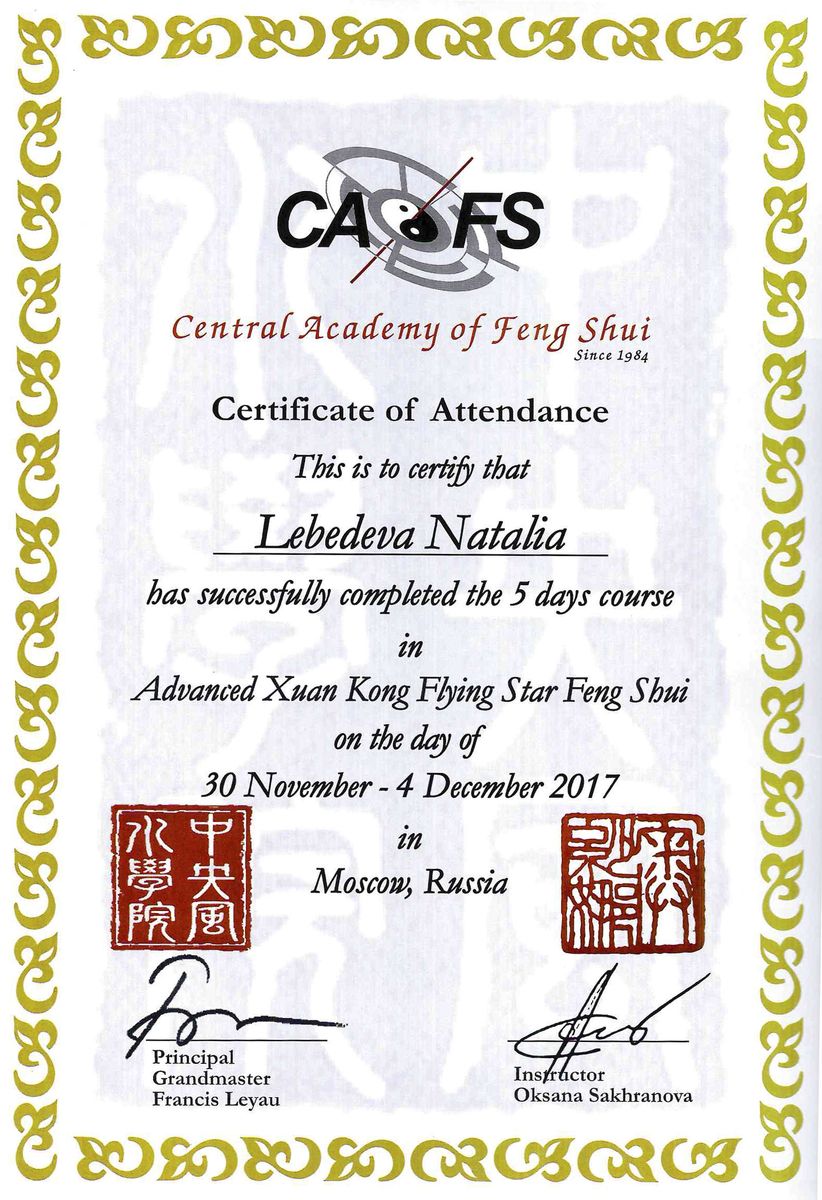 CAFS
Central Academy of Feng Shui
Since 1984
Certificate of Attendance
This is to certify that
Lebedeva Natalia
has successfully completed the 5 days course
in
Advanced Xuan Kong Flying Star Feng Shui
on the day of
30 November - 4 December 2017
in
Moscow, Russia
中央風
水學院
Principal
Grandmaster
Francis Leyau
Instructor
Oksana Sakhranova